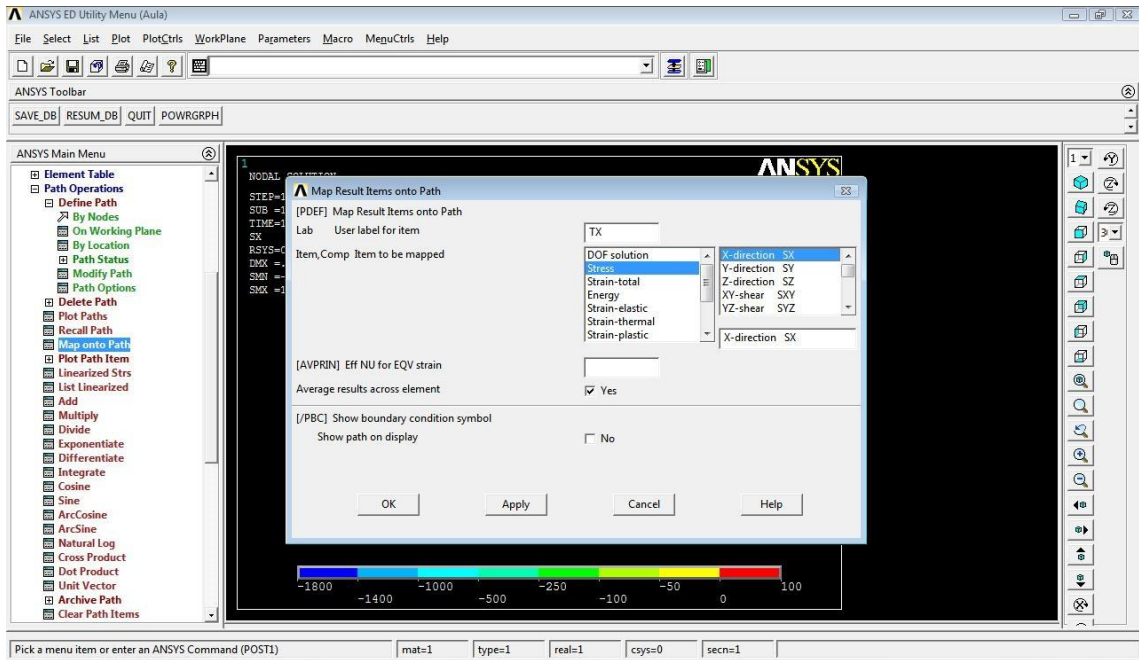 ANSYS ED Utility Menu (Aula)
File Select List Plot PlotCtrls WorkPlane Parameters Macro MenuCtrls Help
ANSYS Toolbar
SAVE_DB RESUM_DB QUIT POWRGRPH
ANSYS Main Menu
Element Table
Path Operations
Define Path
By Nodes
On Working Plane
By Location
Path Status
Modify Path
Path Options
Delete Path
Plot Paths
Recall Path
Map onto Path
Plot Path Item
Linearized Strs
List Linearized
Add
Multiply
Divide
Exponentiate
Differentiate
Integrate
Cosine
Sine
ArcCosine
ArcSine
Natural Log
Cross Product
Dot Product
Unit Vector
Archive Path
Clear Path Items
1
ANSYS
NODAL SOLUTION
STEP=1
SUB =1
TIME=1
SX
RSYS=0
DMX =.
SMN =-
SMX =1
Map Result Items onto Path
[PDEF] Map Result Items onto Path
Lab User label for item TX
Item,Comp Item to be mapped
DOF solution
Stress
Strain-total
Energy
Strain-elastic
Strain-thermal
Strain-plastic
X-direction SX
Y-direction SY
Z-direction SZ
XY-shear SXY
YZ-shear SYZ
X-direction SX
[AVPRIN] Eff NU for EQV strain
Average results across element Yes
[/PBC] Show boundary condition symbol
Show path on display No
OK Apply Cancel Help
-1800 -1000 -250 -50 100
-1400 -500 -100 0
1
Pick a menu item or enter an ANSYS Command (POST1) mat=1 type=1 real=1 csys=0 secn=1